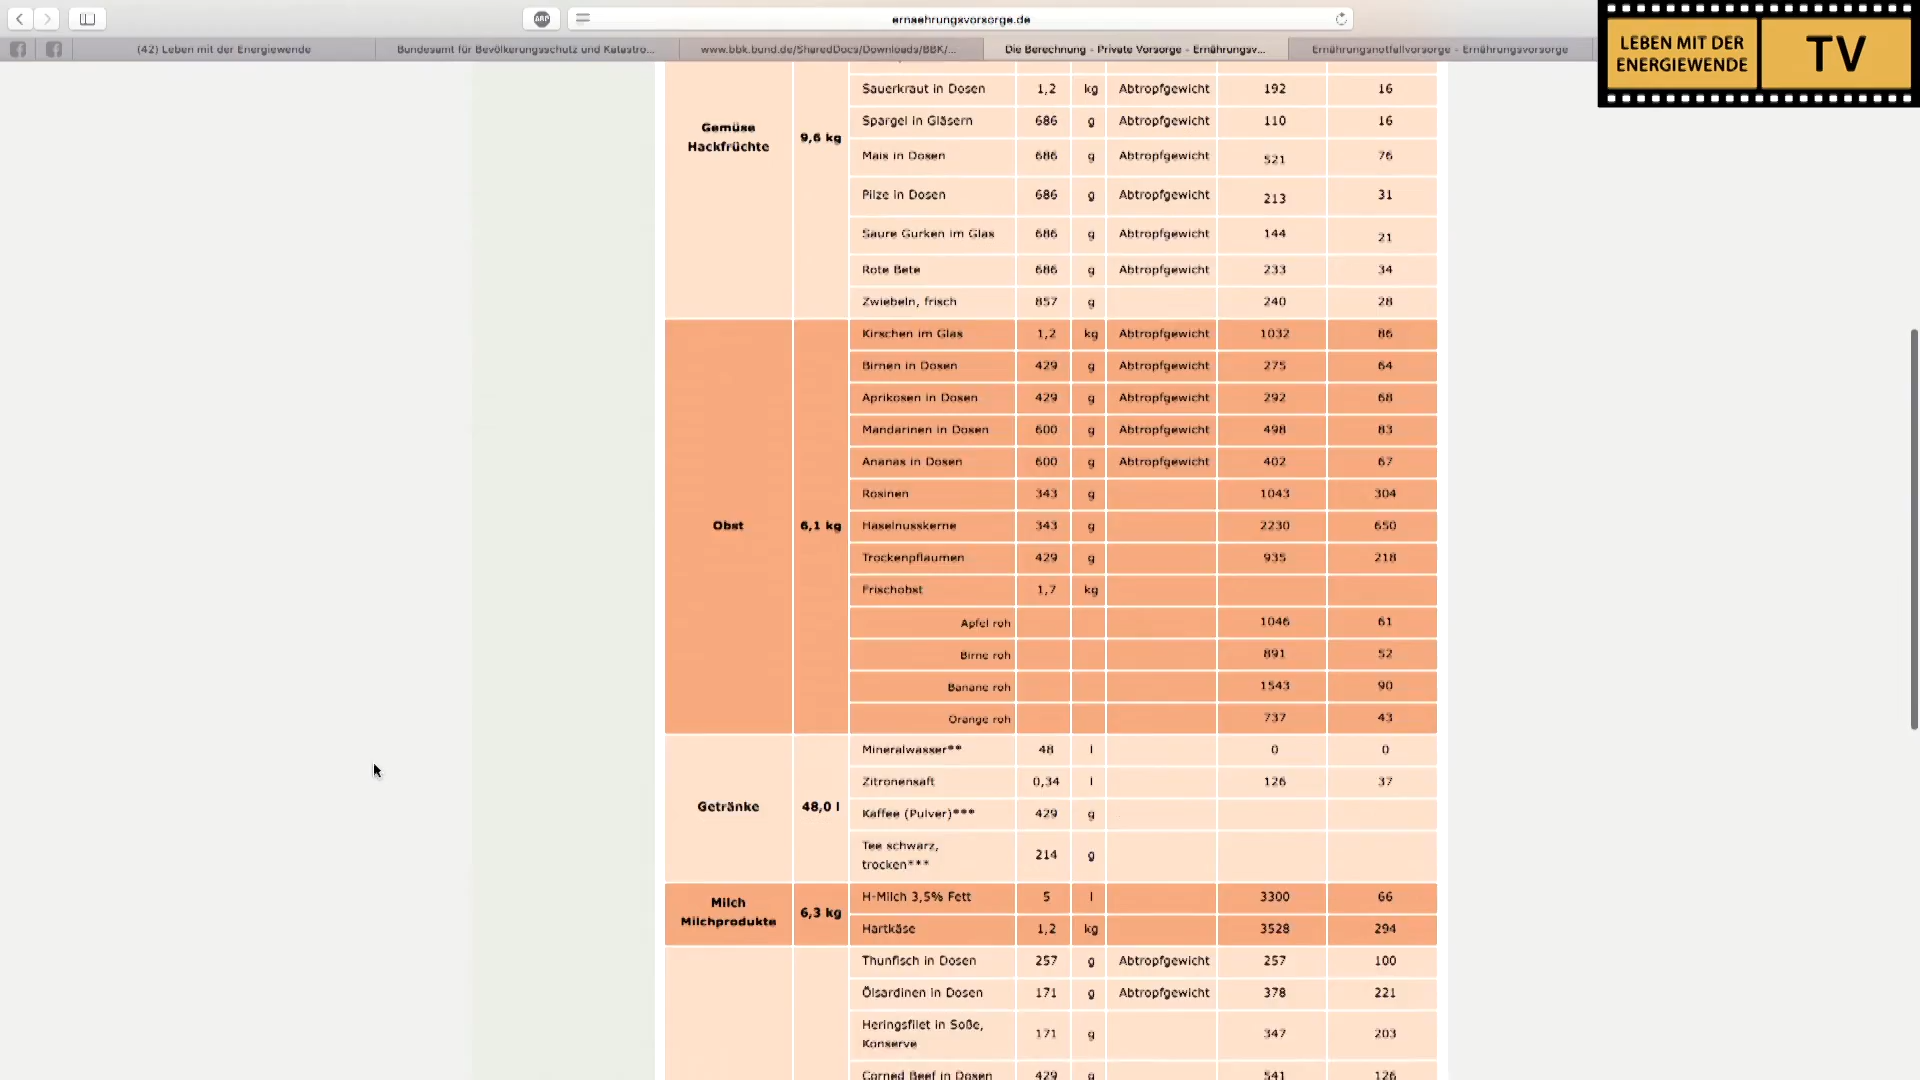 ernaehrungsvorsorge.de
LEBEN MIT DER
ENERGIEWENDE
TV
(42) Leben mit der Energiewende
Bundesamt für Bevölkerungsschutz und Katastro...
www.bbk.bund.de/SharedDocs/Downloads/BBK/...
Die Berechnung - Private Vorsorge - Ernährungsv...
Ernährungsnotfallvorsorge - Ernährungsvorsorge
Gemüse
Hackfrüchte
9,6 kg
Sauerkraut in Dosen 1,2 kg Abtropfgewicht 192 16
Spargel in Gläsern 686 g Abtropfgewicht 110 16
Mais in Dosen 686 g Abtropfgewicht 521 76
Pilze in Dosen 686 g Abtropfgewicht 213 31
Saure Gurken im Glas 686 g Abtropfgewicht 144 21
Rote Bete 686 g Abtropfgewicht 233 34
Zwiebeln, frisch 857 g 240 28
Obst 6,1 kg
Kirschen im Glas 1,2 kg Abtropfgewicht 1032 86
Birnen in Dosen 429 g Abtropfgewicht 275 64
Aprikosen in Dosen 429 g Abtropfgewicht 292 68
Mandarinen in Dosen 600 g Abtropfgewicht 498 83
Ananas in Dosen 600 g Abtropfgewicht 402 67
Rosinen 343 g 1043 304
Haselnusskerne 343 g 2230 650
Trockenpflaumen 429 g 935 218
Frischobst 1,7 kg
Apfel roh 1046 61
Birne roh 891 52
Banane roh 1543 90
Orange roh 737 43
Getränke 48,0 l
Mineralwasser** 48 l 0 0
Zitronensaft 0,34 l 126 37
Kaffee (Pulver)*** 429 g
Tee schwarz,
trocken*** 214 g
Milch
Milchprodukte
6,3 kg
H-Milch 3,5% Fett 5 l 3300 66
Hartkäse 1,2 kg 3528 294
Thunfisch in Dosen 257 g Abtropfgewicht 257 100
Ölsardinen in Dosen 171 g Abtropfgewicht 378 221
Heringsfilet in Soße,
Konserve 171 g 347 203
Corned Beef in Dosen 429 g 541 126